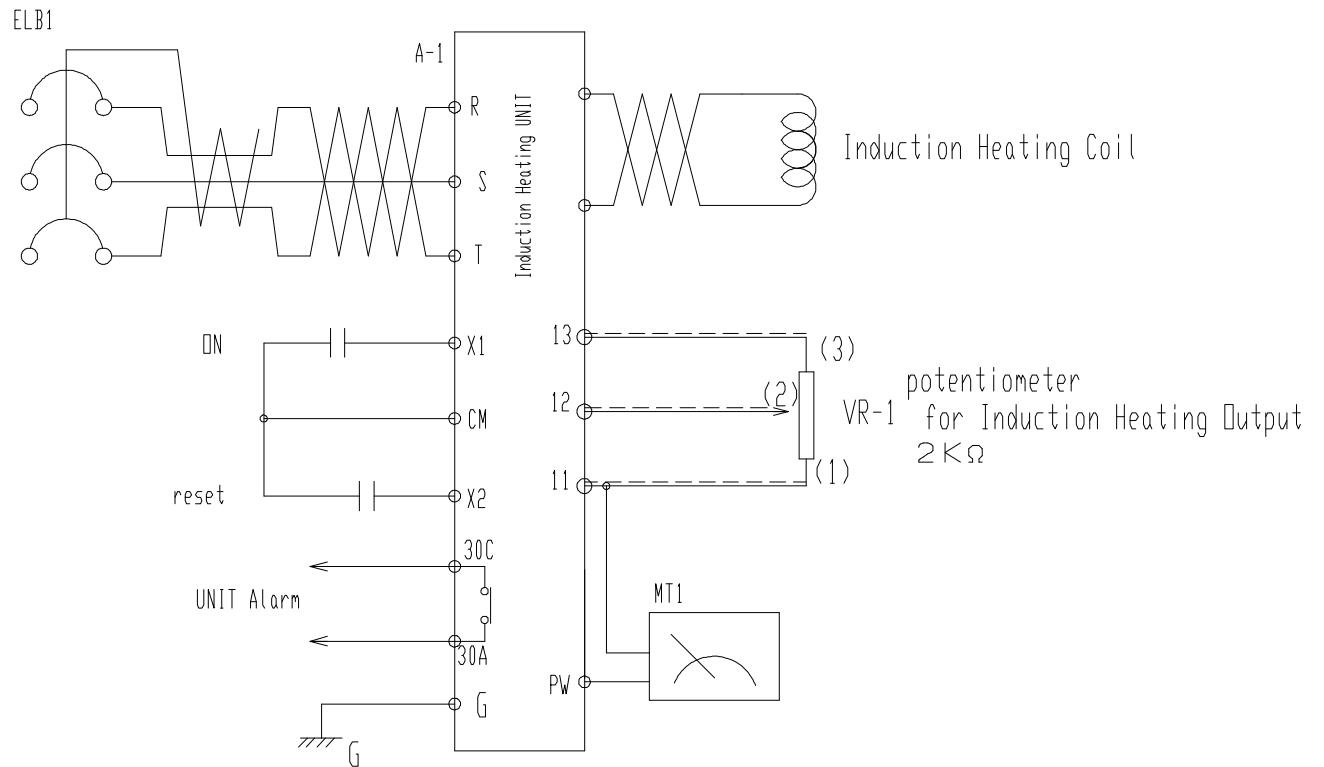 ELB1
A-1
R
S
T
Induction Heating UNIT
Induction Heating Coil
ON
X1
CM
reset
X2
30C
UNIT Alarm
30A
G
G
13
(3)
12
(2)
11
(1)
VR-1
potentiometer
for Induction Heating Output
2KΩ
MT1
PW